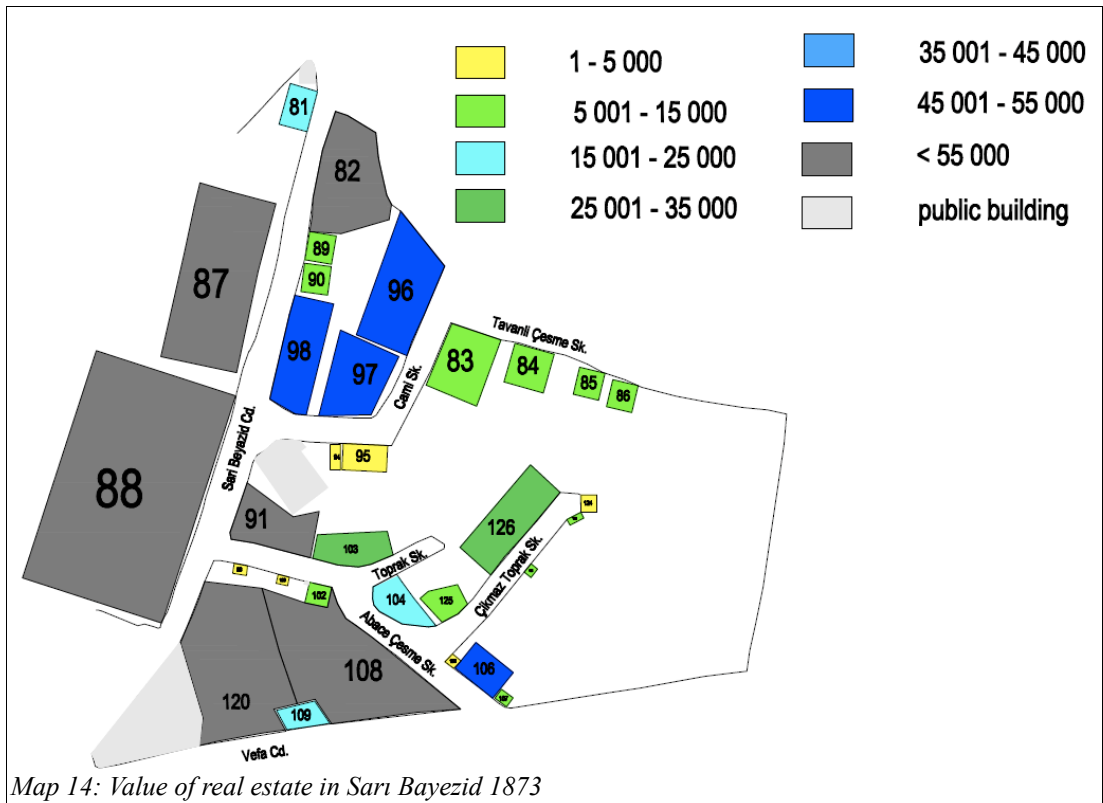 1 - 5 000
5 001 - 15 000
15 001 - 25 000
25 001 - 35 000
35 001 - 45 000
45 001 - 55 000
< 55 000
public building
81
82
87
89
90
96
98
97
88
Cami Sk.
Sari Beyazid Cd.
Tavanli Çesme Sk.
83
84
85
86
95
91
103
Toprak Sk.
126
Çikmaz Toprak Sk.
102
104
125
Abace Çesme Sk.
106
108
120
109
Vefa Cd.
Map 14: Value of real estate in Sarı Bayezid 1873